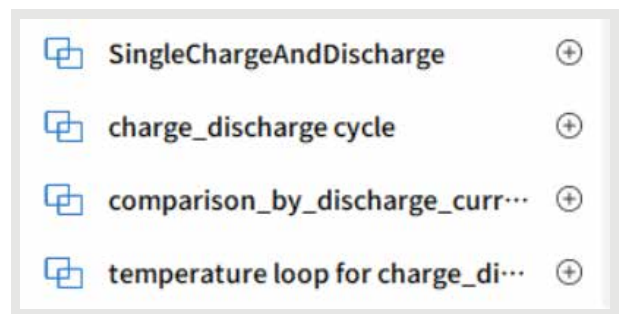 SingleChargeAndDischarge
charge_discharge cycle
comparison_by_discharge_curr···
temperature loop for charge_di···